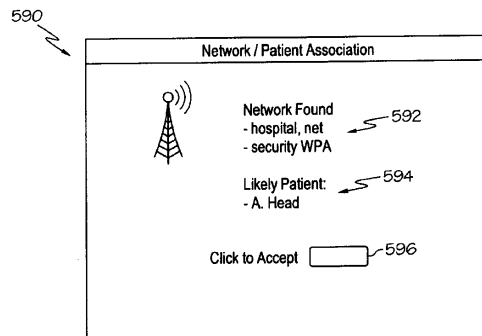 590
Network / Patient Association
Network Found
- hospital, net
- security WPA
592
Likely Patient:
- A. Head
594
Click to Accept
596